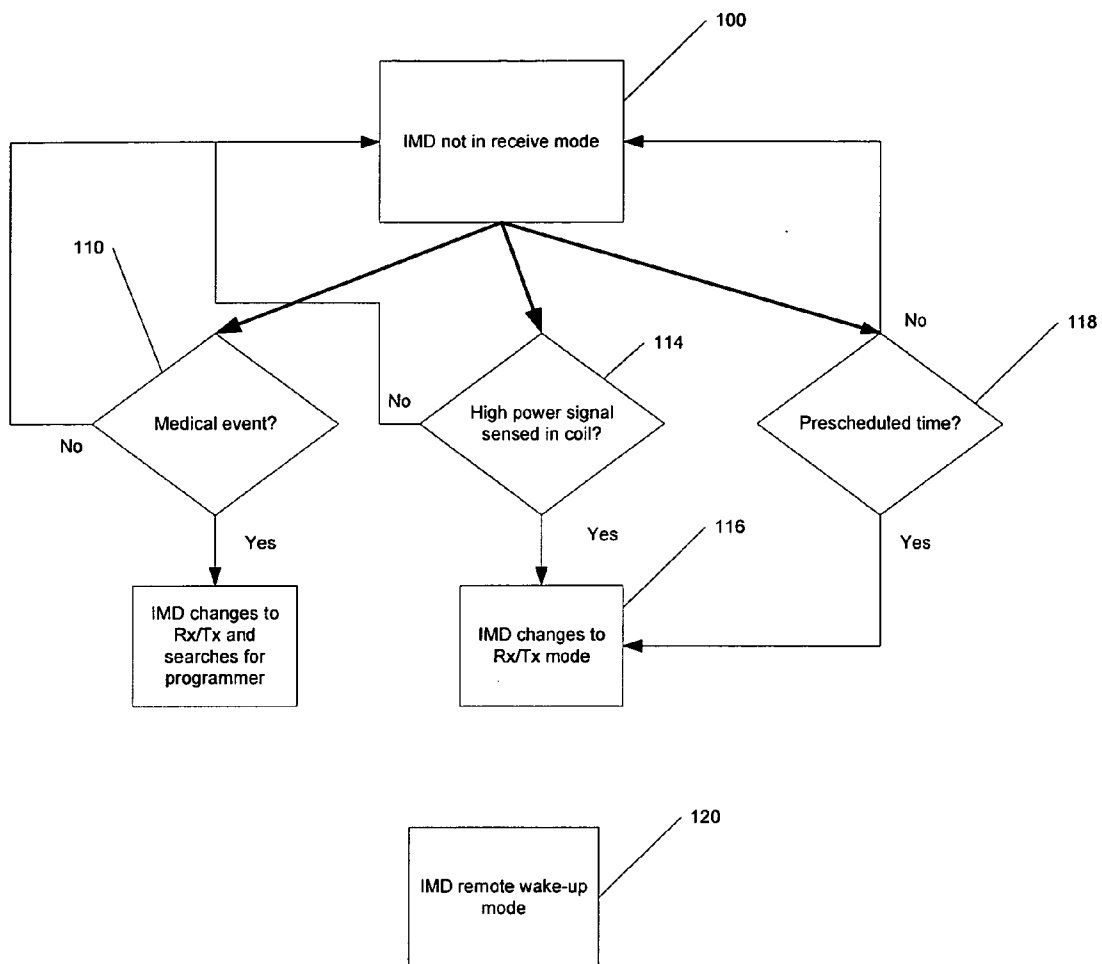 100
IMD not in receive mode
110
No
118
114
No
Medical event?
High power signal
sensed in coil?
Prescheduled time?
No
Yes
Yes
116
Yes
IMD changes to
Rx/Tx and
searches for
programmer
IMD changes to
Rx/Tx mode
120
IMD remote wake-up
mode